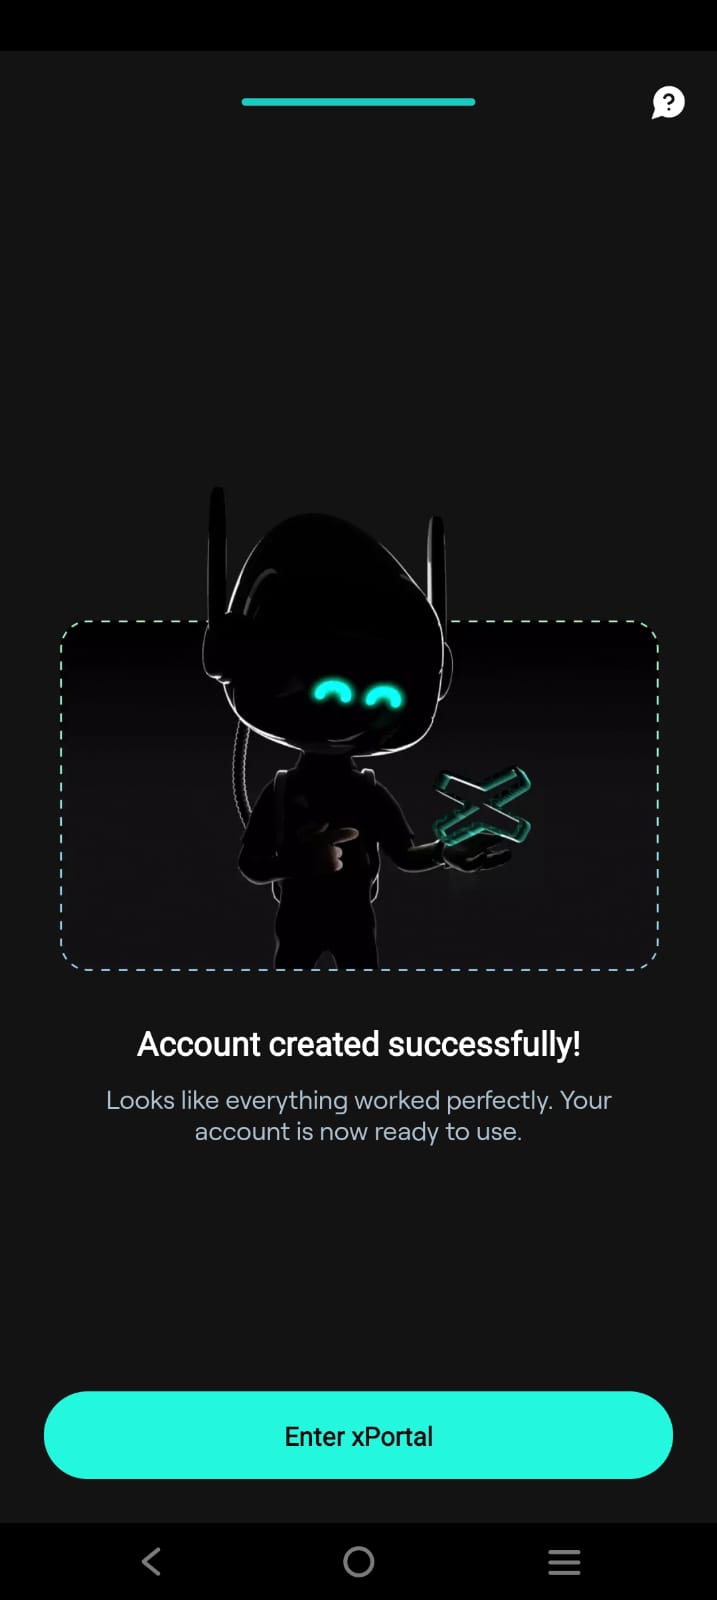 Account created successfully!
Looks like everything worked perfectly. Your
account is now ready to use.
Enter xPortal